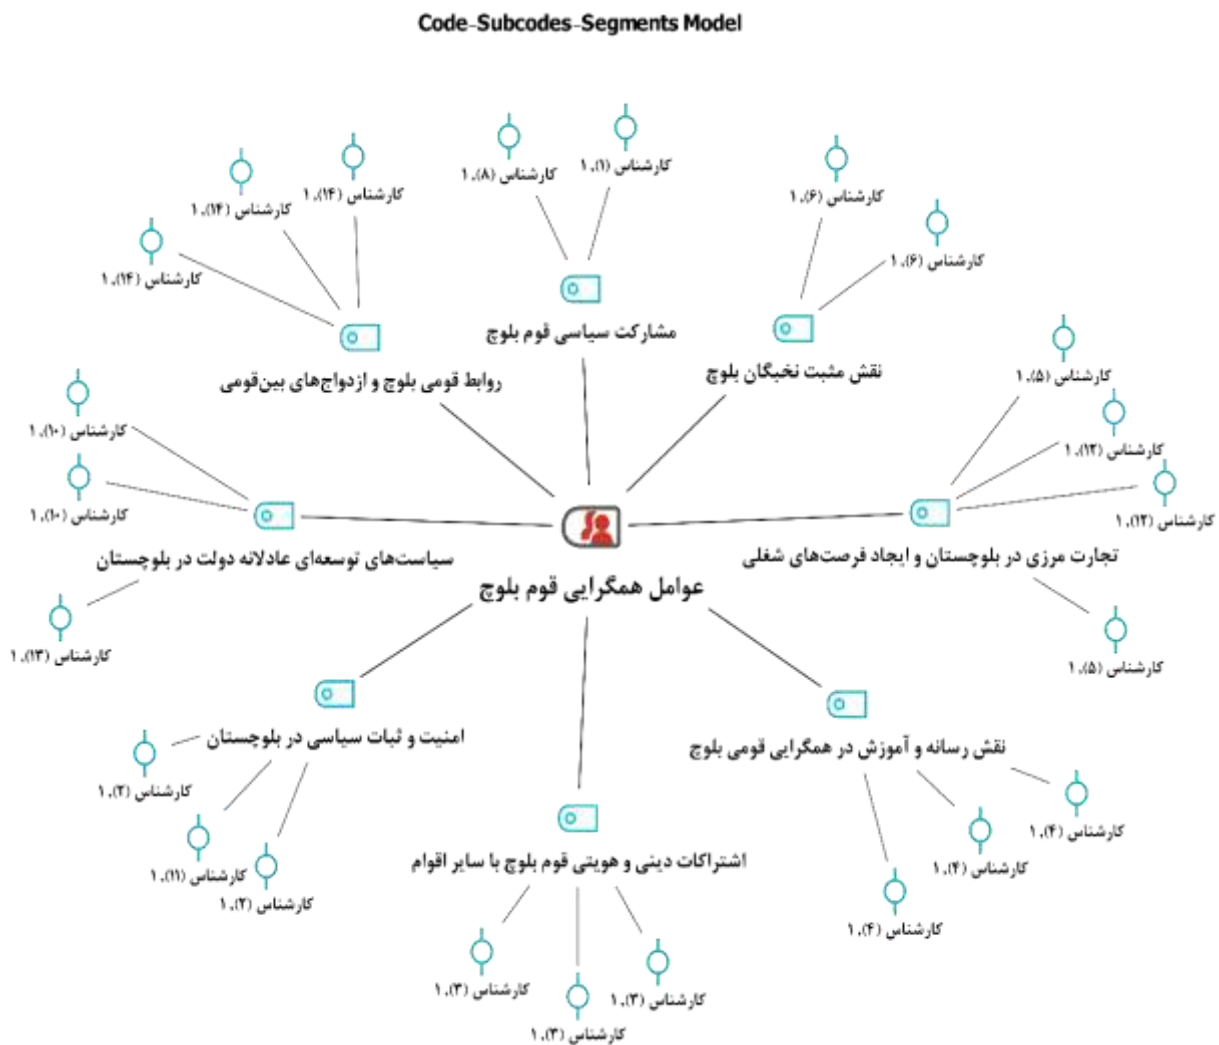 Code-Subcodes-Segments Model
کارشناس (۱)، ۱
کارشناس (۸)، ۱
کارشناس (۶)، ۱
کارشناس (۱۴)، ۱
کارشناس (۱۴)، ۱
کارشناس (۶)، ۱
کارشناس (۱۴)، ۱
مشارکت سیاسی قوم بلوچ
نقش مثبت نخبگان بلوچ
روابط قومی بلوچ و ازدواج‌های بین‌قومی
کارشناس (۵)، ۱
کارشناس (۱۰)، ۱
کارشناس (۱۲)، ۱
کارشناس (۱۰)، ۱
کارشناس (۱۲)، ۱
تجارت مرزی در بلوچستان و ایجاد فرصت‌های شغلی
سیاست‌های توسعه‌ای عادلانه دولت در بلوچستان
عوامل همگرایی قوم بلوچ
کارشناس (۱۳)، ۱
کارشناس (۵)، ۱
امنیت و ثبات سیاسی در بلوچستان
نقش رسانه و آموزش در همگرایی قومی بلوچ
کارشناس (۲)، ۱
کارشناس (۴)، ۱
اشتراکات دینی و هویتی قوم بلوچ با سایر اقوام
کارشناس (۴)، ۱
کارشناس (۱۱)، ۱
کارشناس (۲)، ۱
کارشناس (۴)، ۱
کارشناس (۳)، ۱
کارشناس (۳)، ۱
کارشناس (۳)، ۱